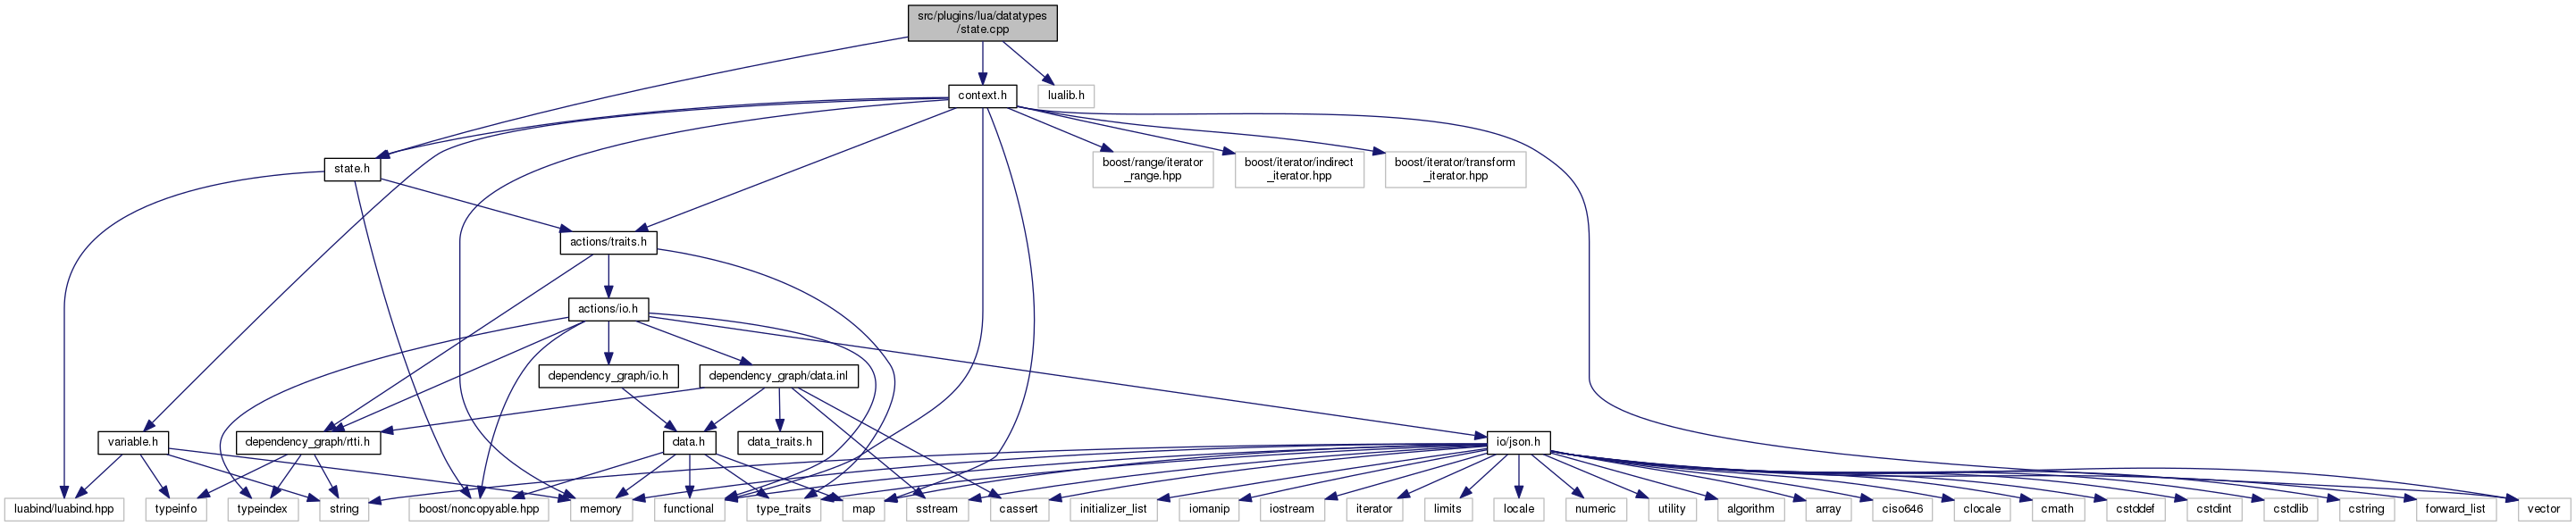 src/plugins/lua/datatypes
/state.cpp
context.h
lualib.h
state.h
boost/range/iterator
_range.hpp
boost/iterator/indirect
_iterator.hpp
boost/iterator/transform
_iterator.hpp
actions/traits.h
actions/io.h
dependency_graph/io.h
dependency_graph/data.inl
variable.h
dependency_graph/rtti.h
data.h
data_traits.h
io/json.h
luabind/luabind.hpp
typeinfo
typeindex
string
boost/noncopyable.hpp
memory
functional
type_traits
map
sstream
cassert
initializer_list
iomanip
iostream
iterator
limits
locale
numeric
utility
algorithm
array
ciso646
clocale
cmath
cstddef
cstdint
cstdlib
cstring
forward_list
vector